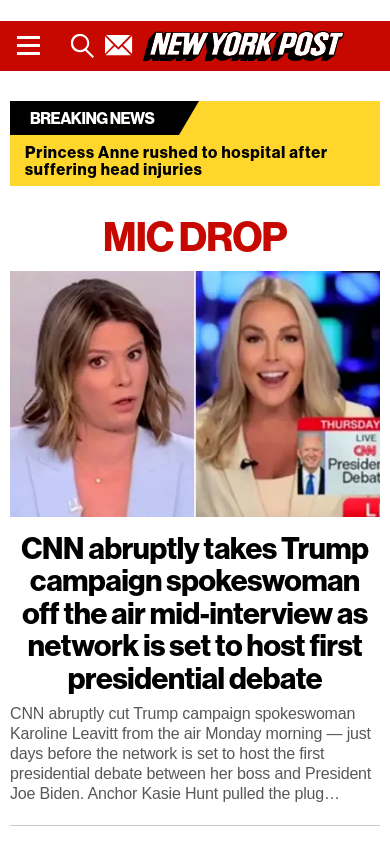 NEW YORK POST
BREAKING NEWS
Princess Anne rushed to hospital after
suffering head injuries
MIC DROP
THURSDAY
LIVE
CNN
Presiden
Debat
L
CNN abruptly takes Trump
campaign spokeswoman
off the air mid-interview as
network is set to host first
presidential debate
CNN abruptly cut Trump campaign spokeswoman
Karoline Leavitt from the air Monday morning — just
days before the network is set to host the first
presidential debate between her boss and President
Joe Biden. Anchor Kasie Hunt pulled the plug…